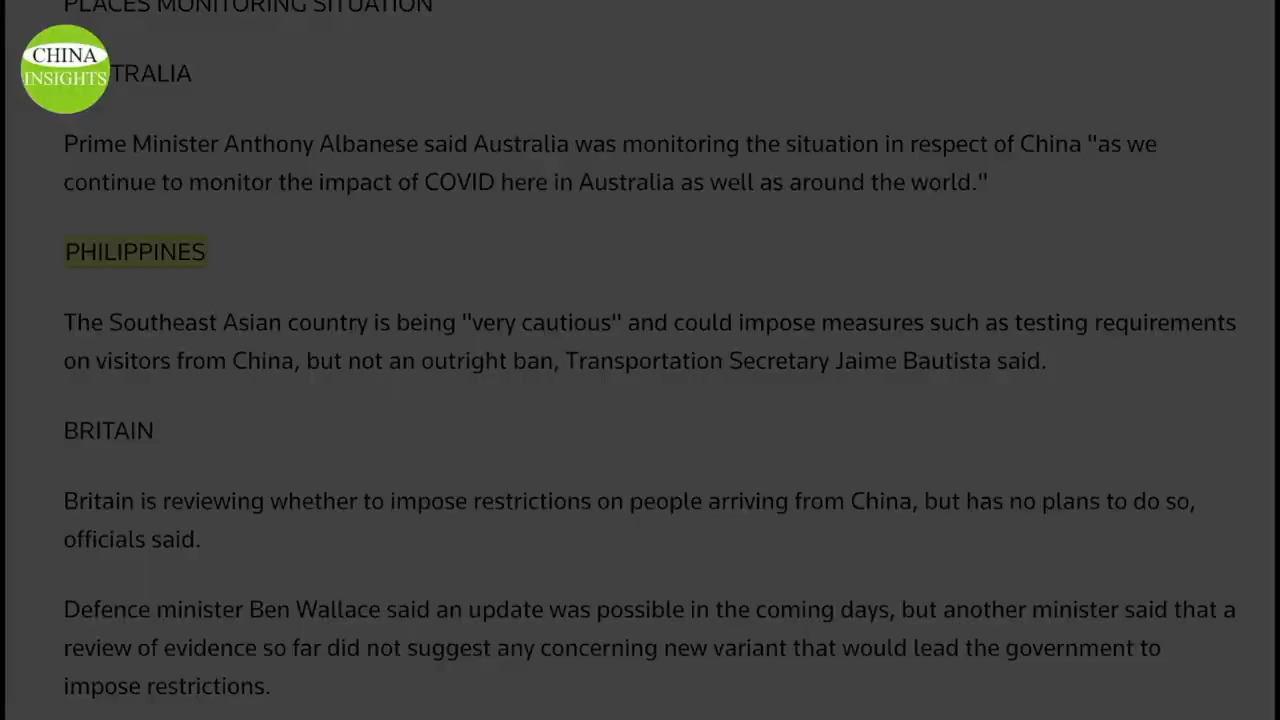 PLACES MONITORING SITUATION
CHINA
INSIGHTS
TRALIA
Prime Minister Anthony Albanese said Australia was monitoring the situation in respect of China "as we
continue to monitor the impact of COVID here in Australia as well as around the world."
PHILIPPINES
The Southeast Asian country is being "very cautious" and could impose measures such as testing requirements
on visitors from China, but not an outright ban, Transportation Secretary Jaime Bautista said.
BRITAIN
Britain is reviewing whether to impose restrictions on people arriving from China, but has no plans to do so,
officials said.
Defence minister Ben Wallace said an update was possible in the coming days, but another minister said that a
review of evidence so far did not suggest any concerning new variant that would lead the government to
impose restrictions.